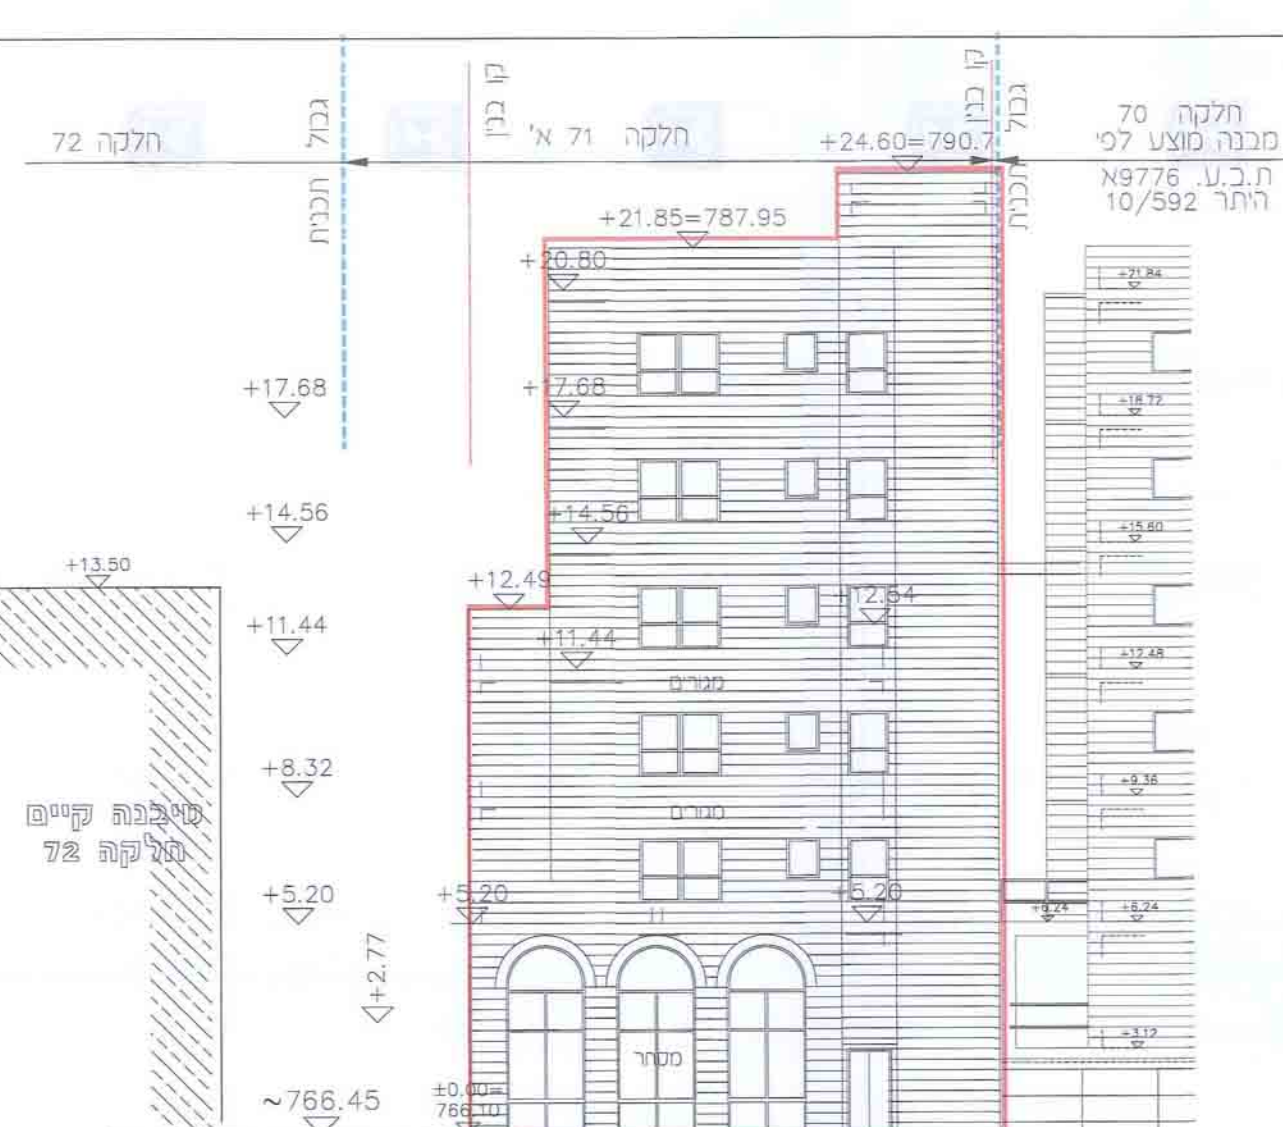 חלקה 72
גבול
תכנית
קו בנין
חלקה 71 א'
קו בנין
גבול
תכנית
חלקה 70
מבנה מוצע לפי
ת.ב.ע. 9776א
היתר 10/592
+24.60=790.7
+21.85=787.95
+20.80
+17.68
+17.68
+14.56
+14.56
+13.50
+12.49
+12.54
+11.44
+11.44
מגורים
+8.32
מגורים
מיבנה קיים
חלקה 72
+5.20
+5.20
+5.20
+2.77
מסחר
~766.45
±0.00=
766.10
+21.84
+18.72
+15.60
+12.48
+9.36
+6.24
+6.24
+3.12